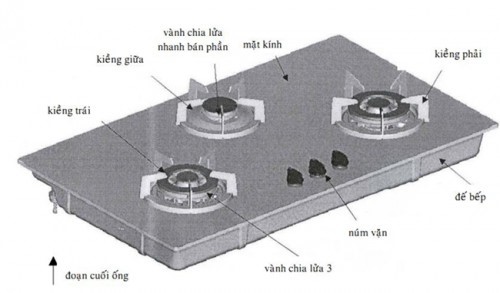 vành chia lửa
nhanh bán phần
mặt kính
kiềng phải
kiềng giữa
kiềng trái
đế bếp
núm vặn
vành chia lửa 3
đoạn cuối ống